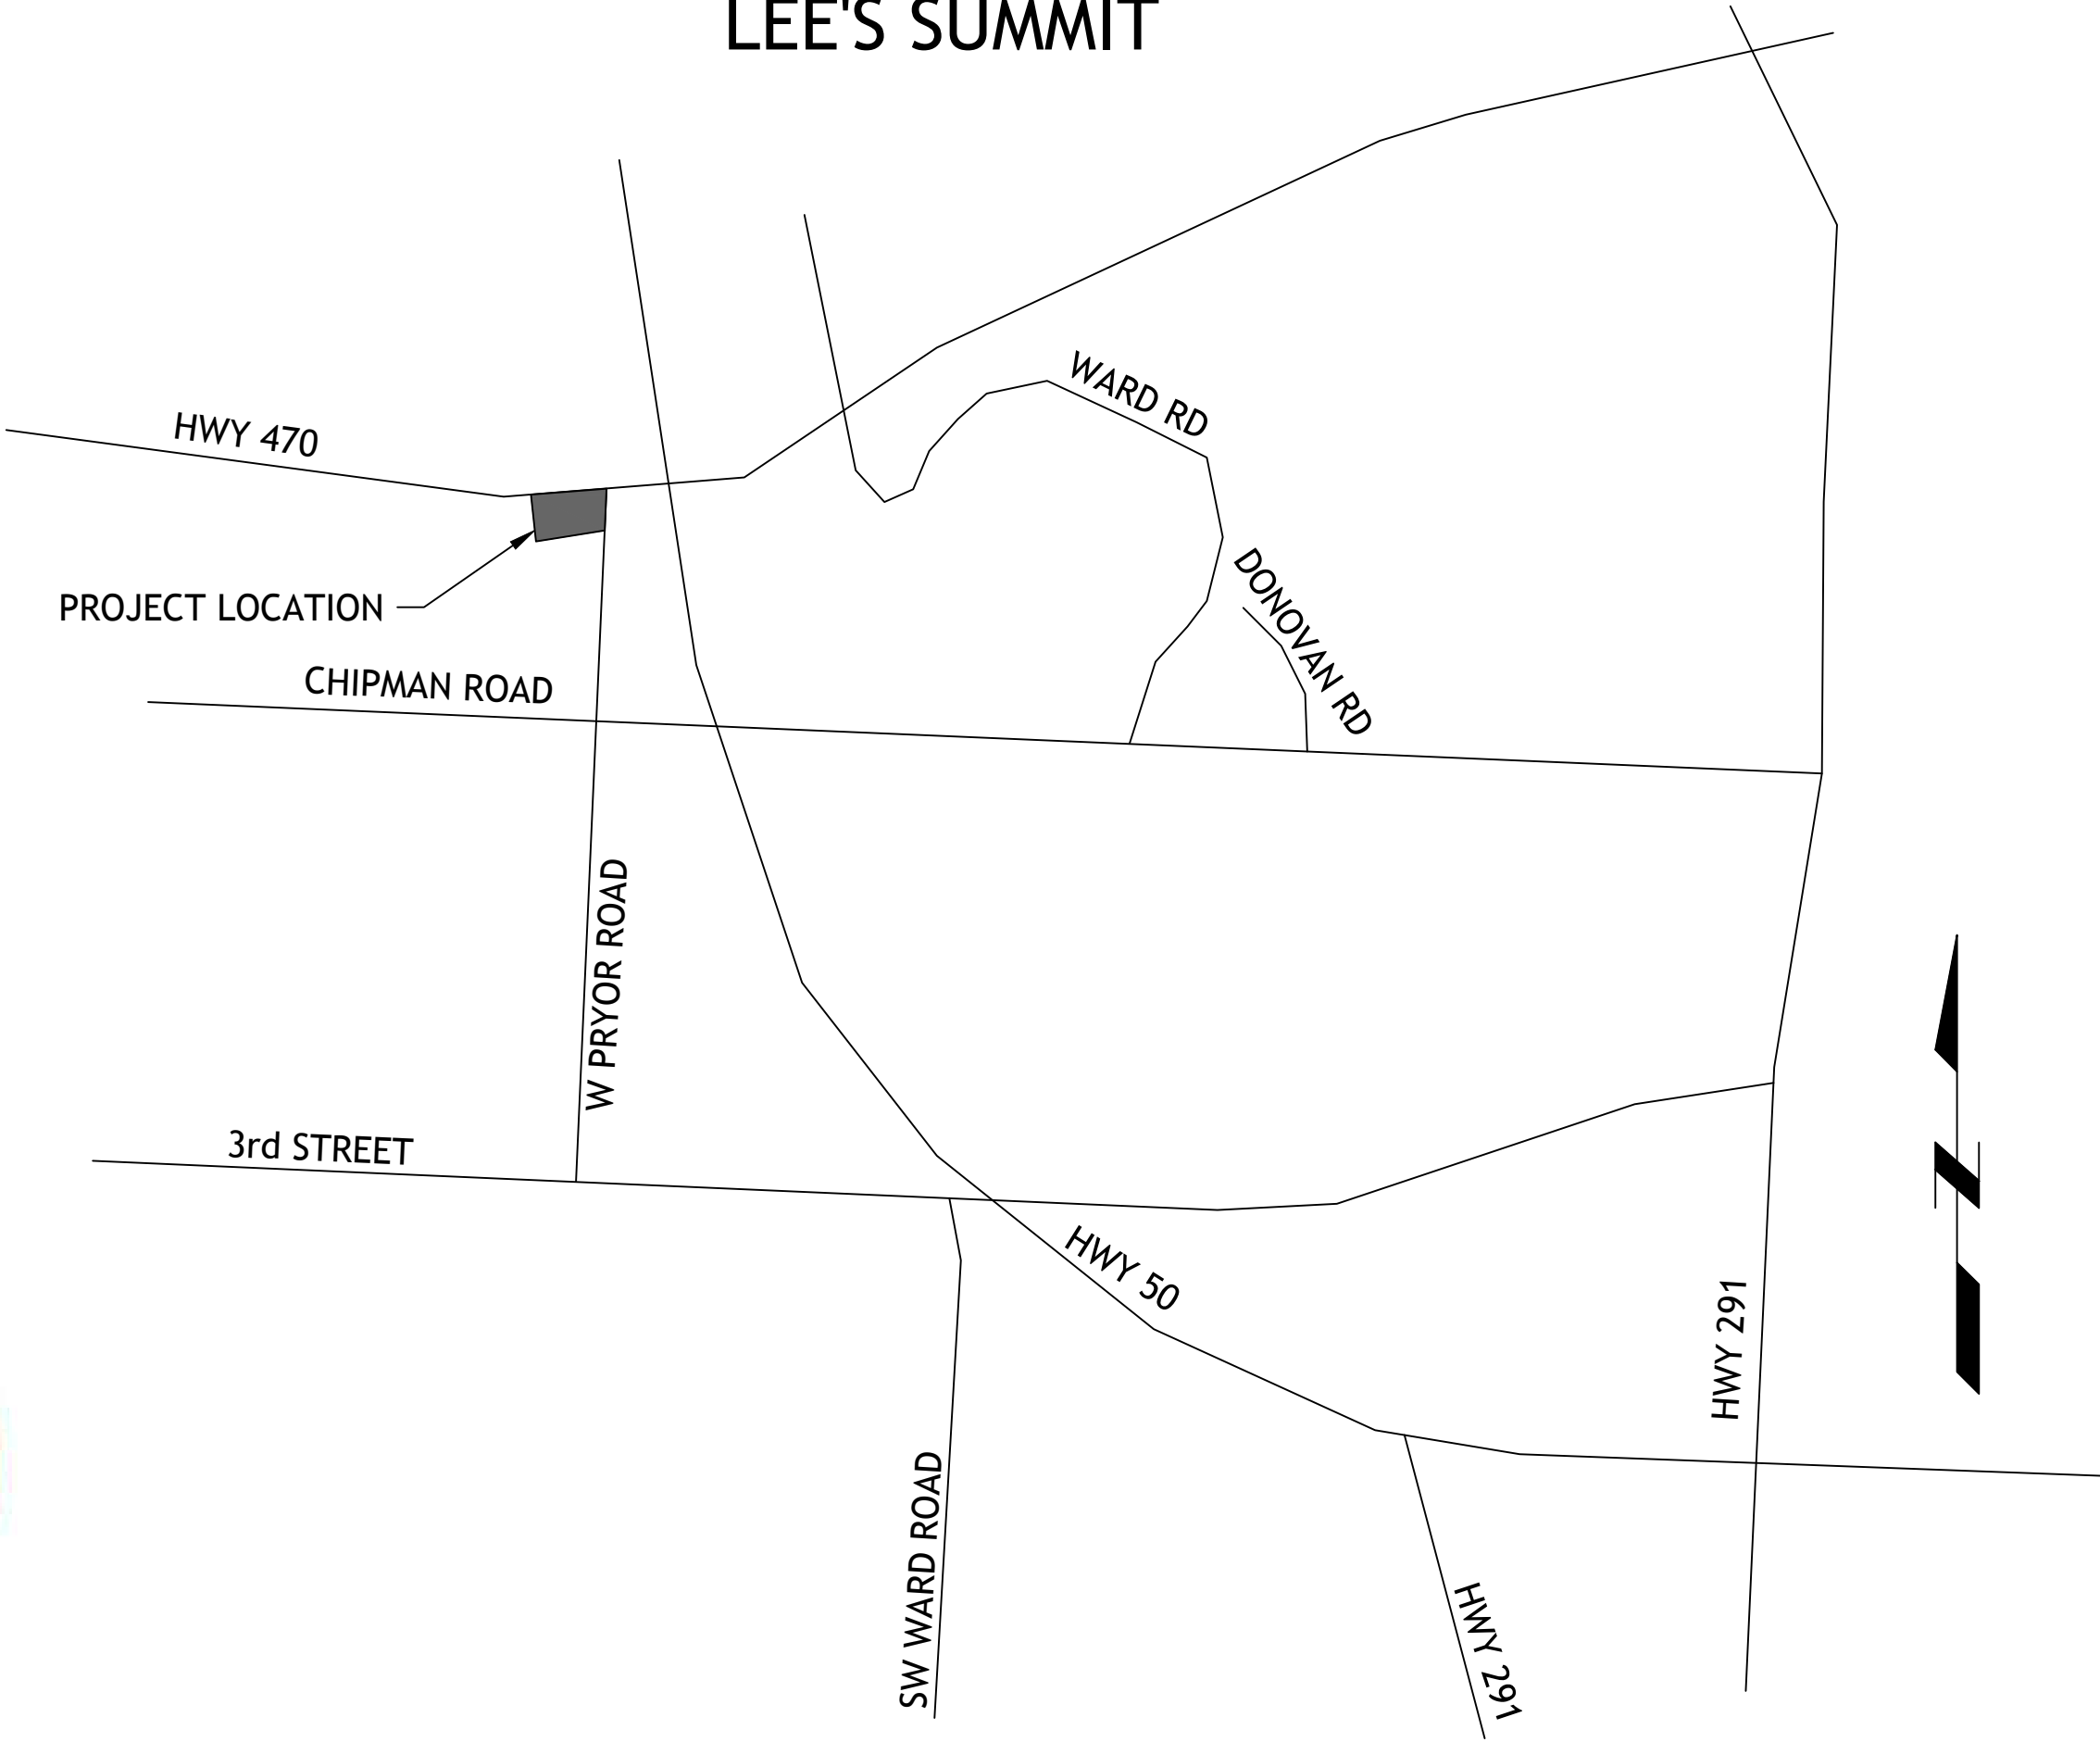 LEE'S SUMMIT
WARD RD
HWY 470
DONOVAN RD
PROJECT LOCATION
CHIPMAN ROAD
W PRYOR ROAD
3rd STREET
HWY 50
HWY 291
SW WARD ROAD
HWY 291
N